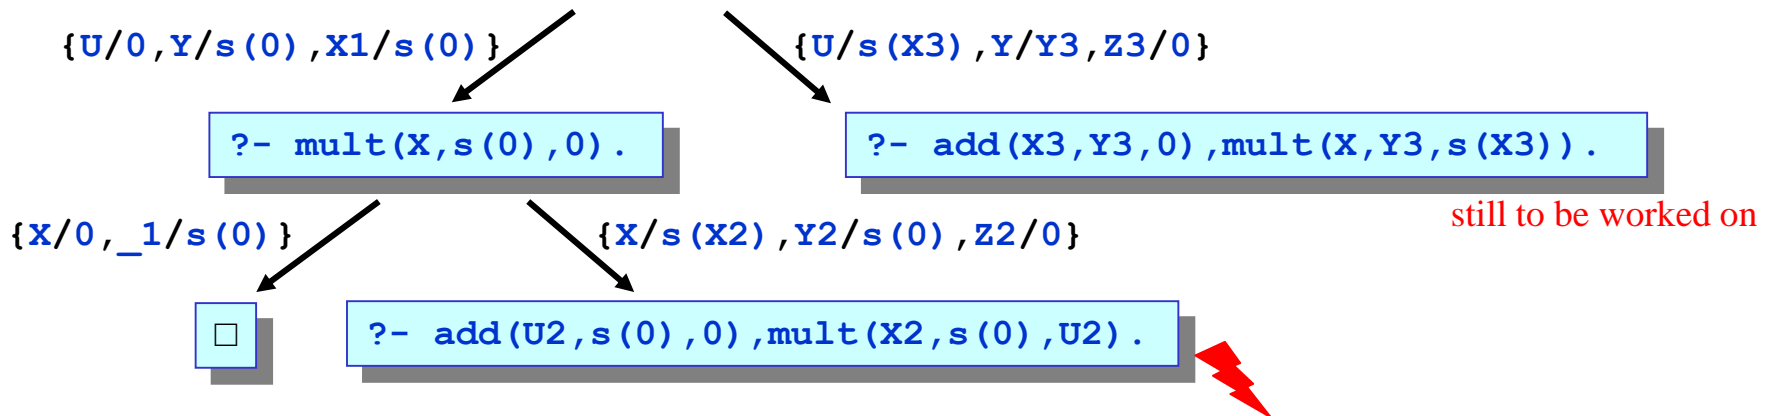 {U/0,Y/s(0),X1/s(0)} {U/s(X3),Y/Y3,Z3/0}
?- mult(X,s(0),0). ?- add(X3,Y3,0),mult(X,Y3,s(X3)).
still to be worked on
{X/0,_1/s(0)} {X/s(X2),Y2/s(0),Z2/0}
□ ?- add(U2,s(0),0),mult(X2,s(0),U2).